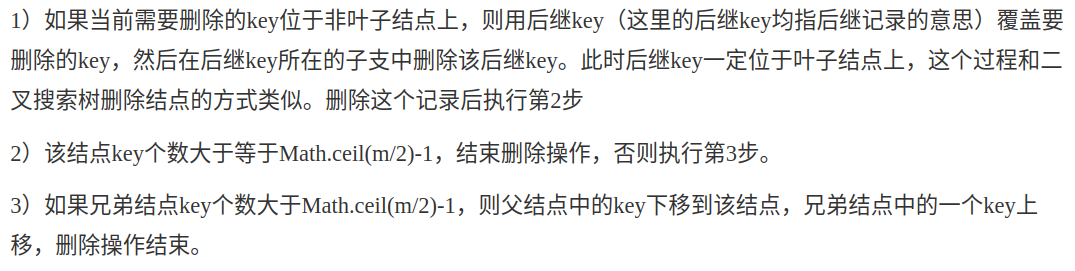 1）如果当前需要删除的key位于非叶子结点上，则用后继key（这里的后继key均指后继记录的意思）覆盖要
删除的key，然后在后继key所在的子支中删除该后继key。此时后继key一定位于叶子结点上，这个过程和二
叉搜索树删除结点的方式类似。删除这个记录后执行第2步
2）该结点key个数大于等于Math.ceil(m/2)-1，结束删除操作，否则执行第3步。
3）如果兄弟结点key个数大于Math.ceil(m/2)-1，则父结点中的key下移到该结点，兄弟结点中的一个key上
移，删除操作结束。